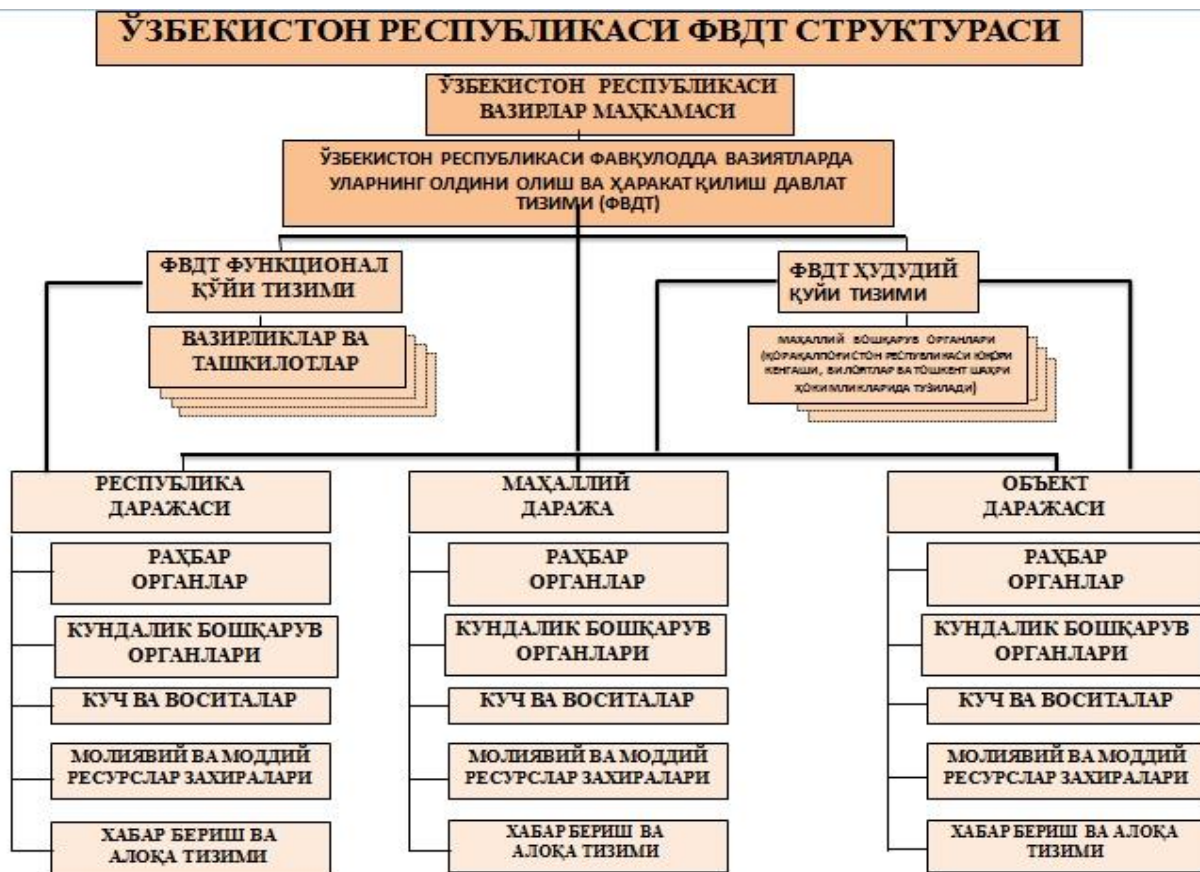 ЎЗБЕКИСТОН РЕСПУБЛИКАСИ ФВДТ СТРУКТУРАСИ
ЎЗБЕКИСТОН РЕСПУБЛИКАСИ
ВАЗИРЛАР МАҲКАМАСИ
ЎЗБЕКИСТОН РЕСПУБЛИКАСИ ФАВҚУЛОДДА ВАЗИЯТЛАРДА
УЛАРНИНГ ОЛДИНИ ОЛИШ ВА ҲАРАКАТ ҚИЛИШ ДАВЛАТ
ТИЗИМИ (ФВДТ)
ФВДТ ФУНКЦИОНАЛ
ҚЎЙИ ТИЗИМИ
ФВДТ ҲУДУДИЙ
ҚУЙИ ТИЗИМИ
ВАЗИРЛИКЛАР ВА
ТАШКИЛОТЛАР
МАҲАЛЛИЙ БОШҚАРУВ ОРГАНЛАРИ
(ҚОРАҚАЛПОҒИСТОН РЕСПУБЛИКАСИ ЮҚОРИ
КЕНГАШИ, ВИЛОЯТЛАР ВА ТОШКЕНТ ШАҲРИ
ҲОКИМЛИКЛАРИДА ТУЗИЛАДИ)
РЕСПУБЛИКА
ДАРАЖАСИ
РАҲБАР
ОРГАНЛАР
КУНДАЛИК БОШҚАРУВ
ОРГАНЛАРИ
КУЧ ВА ВОСИТАЛАР
МОЛИЯВИЙ ВА МОДДИЙ
РЕСУРСЛАР ЗАХИРАЛАРИ
ХАБАР БЕРИШ ВА
АЛОҚА ТИЗИМИ
МАҲАЛЛИЙ
ДАРАЖА
РАҲБАР
ОРГАНЛАР
КУНДАЛИК БОШҚАРУВ
ОРГАНЛАРИ
КУЧ ВА ВОСИТАЛАР
МОЛИЯВИЙ ВА МОДДИЙ
РЕСУРСЛАР ЗАХИРАЛАРИ
ХАБАР БЕРИШ ВА
АЛОҚА ТИЗИМИ
ОБЪЕКТ
ДАРАЖАСИ
РАҲБАР
ОРГАНЛАР
КУНДАЛИК БОШҚАРУВ
ОРГАНЛАРИ
КУЧ ВА ВОСИТАЛАР
МОЛИЯВИЙ ВА МОДДИЙ
РЕСУРСЛАР ЗАХИРАЛАРИ
ХАБАР БЕРИШ ВА АЛОҚА
ТИЗИМИ